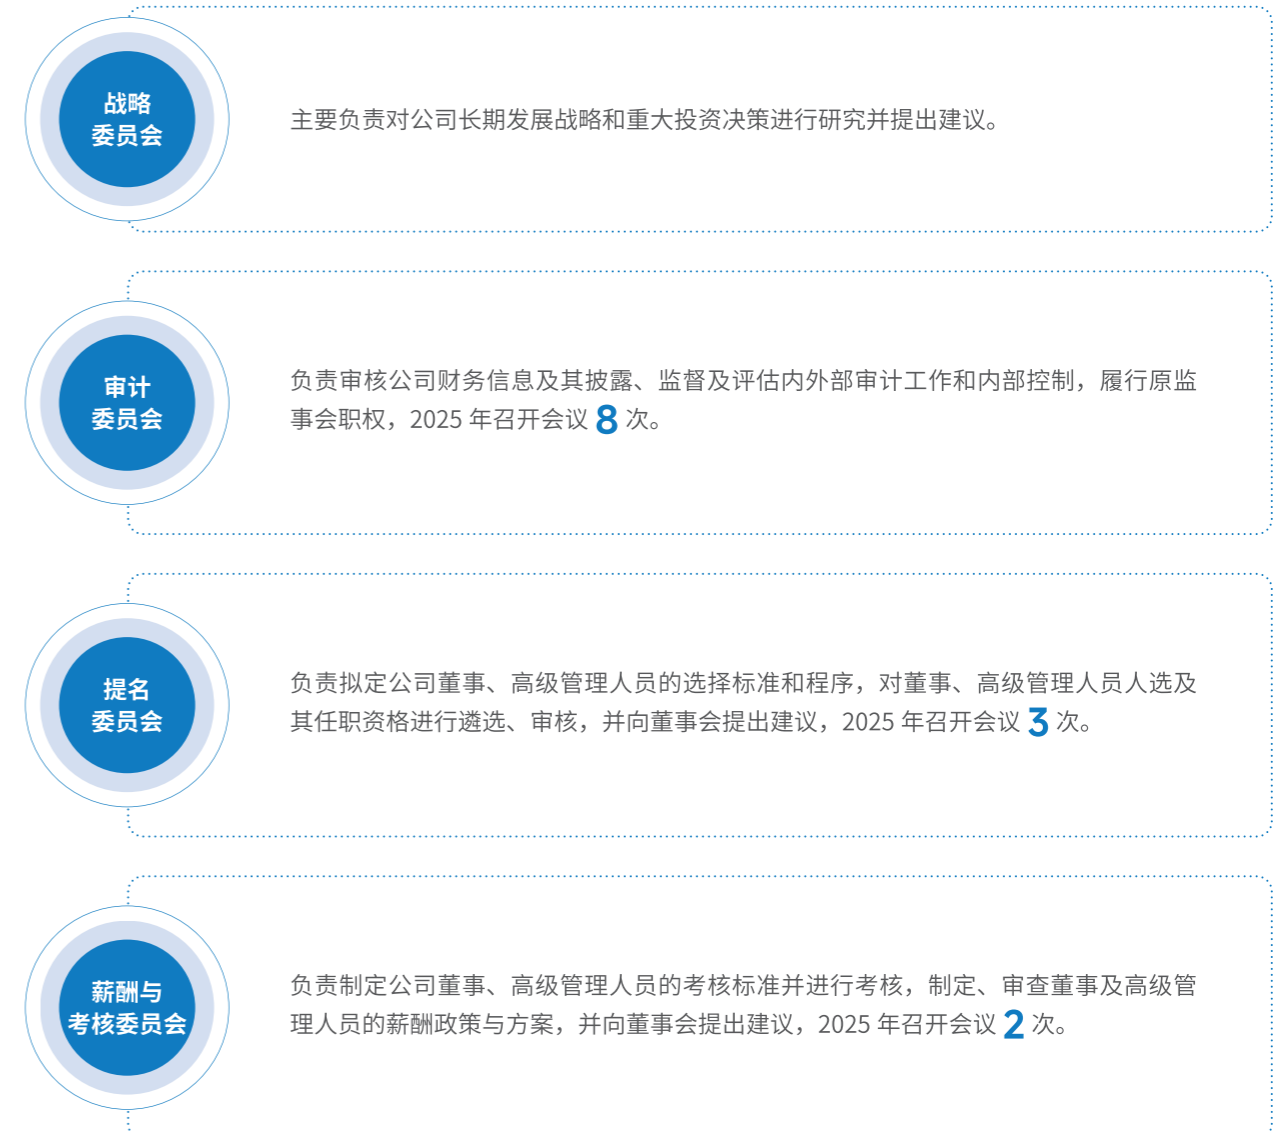 战略
委员会
主要负责对公司长期发展战略和重大投资决策进行研究并提出建议。
审计
委员会
负责审核公司财务信息及其披露、监督及评估内外部审计工作和内部控制，履行原监
事会职权，2025 年召开会议 8 次。
提名
委员会
负责拟定公司董事、高级管理人员的选择标准和程序，对董事、高级管理人员人选及
其任职资格进行遴选、审核，并向董事会提出建议，2025 年召开会议 3 次。
薪酬与
考核委员会
负责制定公司董事、高级管理人员的考核标准并进行考核，制定、审查董事及高级管
理人员的薪酬政策与方案，并向董事会提出建议，2025 年召开会议 2 次。